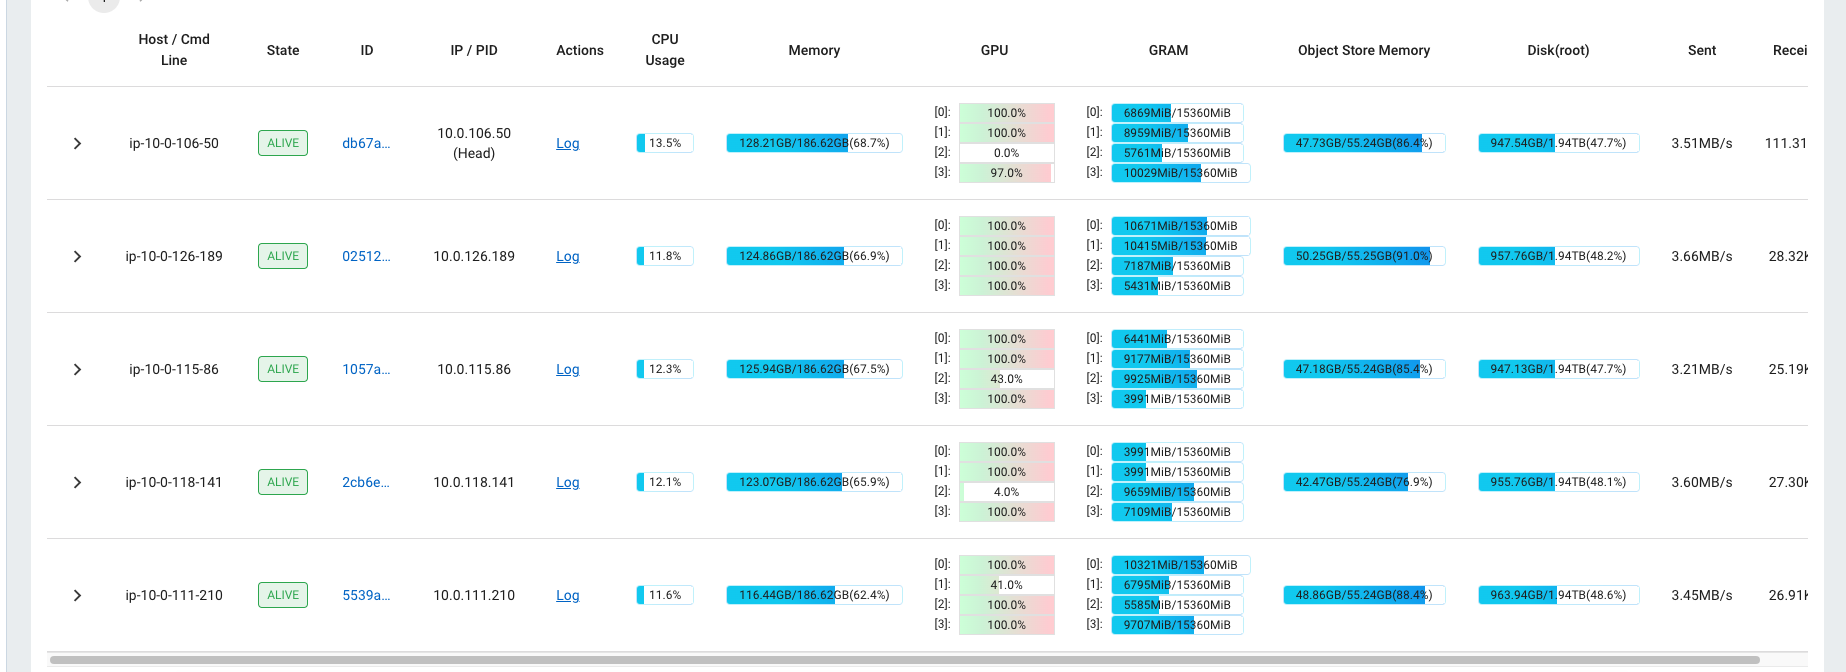 Host / Cmd Line State ID IP / PID Actions CPU Usage Memory GPU GRAM Object Store Memory Disk(root) Sent Recei
ip-10-0-106-50 ALIVE db67a... 10.0.106.50 (Head) Log 13.5% 128.21GB/186.62GB(68.7%)
[0]: 100.0% [0]: 6869MiB/15360MiB
[1]: 100.0% [1]: 8959MiB/15360MiB
[2]: 0.0% [2]: 5761MiB/15360MiB
[3]: 97.0% [3]: 10029MiB/15360MiB
47.73GB/55.24GB(86.4%) 947.54GB/1.94TB(47.7%) 3.51MB/s 111.31
ip-10-0-126-189 ALIVE 02512... 10.0.126.189 Log 11.8% 124.86GB/186.62GB(66.9%)
[0]: 100.0% [0]: 10671MiB/15360MiB
[1]: 100.0% [1]: 10415MiB/15360MiB
[2]: 100.0% [2]: 7187MiB/15360MiB
[3]: 100.0% [3]: 5431MiB/15360MiB
50.25GB/55.25GB(91.0%) 957.76GB/1.94TB(48.2%) 3.66MB/s 28.32K
ip-10-0-115-86 ALIVE 1057a... 10.0.115.86 Log 12.3% 125.94GB/186.62GB(67.5%)
[0]: 100.0% [0]: 6441MiB/15360MiB
[1]: 100.0% [1]: 9177MiB/15360MiB
[2]: 43.0% [2]: 9925MiB/15360MiB
[3]: 100.0% [3]: 3991MiB/15360MiB
47.18GB/55.24GB(85.4%) 947.13GB/1.94TB(47.7%) 3.21MB/s 25.19K
ip-10-0-118-141 ALIVE 2cb6e... 10.0.118.141 Log 12.1% 123.07GB/186.62GB(65.9%)
[0]: 100.0% [0]: 3991MiB/15360MiB
[1]: 100.0% [1]: 3991MiB/15360MiB
[2]: 4.0% [2]: 9659MiB/15360MiB
[3]: 100.0% [3]: 7109MiB/15360MiB
42.47GB/55.24GB(76.9%) 955.76GB/1.94TB(48.1%) 3.60MB/s 27.30K
ip-10-0-111-210 ALIVE 5539a... 10.0.111.210 Log 11.6% 116.44GB/186.62GB(62.4%)
[0]: 100.0% [0]: 10321MiB/15360MiB
[1]: 41.0% [1]: 6795MiB/15360MiB
[2]: 100.0% [2]: 5585MiB/15360MiB
[3]: 100.0% [3]: 9707MiB/15360MiB
48.86GB/55.24GB(88.4%) 963.94GB/1.94TB(48.6%) 3.45MB/s 26.91K